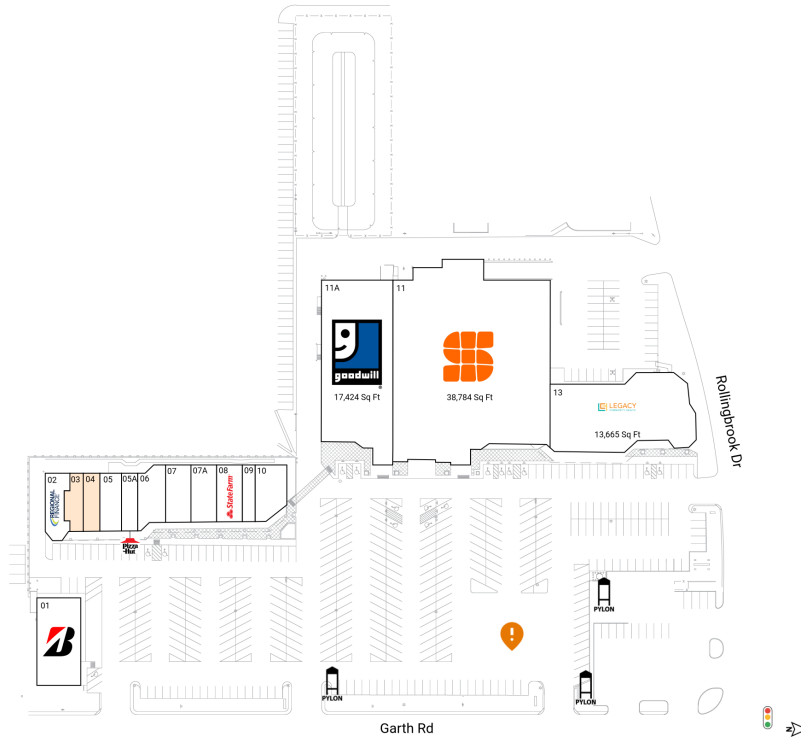 11A
11
goodwill
17,424 Sq Ft
38,784 Sq Ft
13
LEGACY
13,665 Sq Ft
Rollingbrook Dr
02
03
04
05
05A
06
07
07A
08
09
10
REGIONAL
FINANCE
StateFarm
Pizza
Hut
01
B
PYLON
PYLON
PYLON
Garth Rd
N